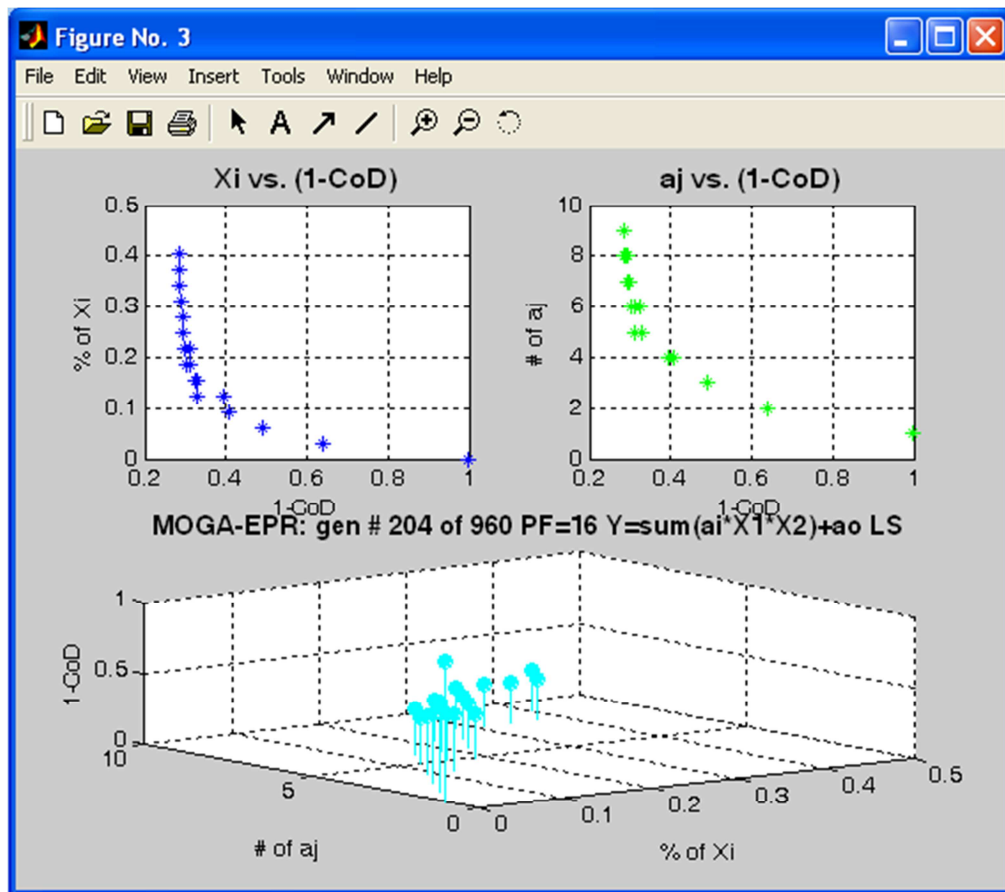 Figure No. 3
File Edit View Insert Tools Window Help
A
Xi vs. (1-CoD)
0.5
0.4
0.3
0.2
0.1
0
% of Xi
0.2 0.4 0.6 0.8 1
1-CoD
aj vs. (1-CoD)
10
8
6
4
2
0
# of aj
0.2 0.4 0.6 0.8 1
1-CoD
MOGA-EPR: gen # 204 of 960 PF=16 Y=sum(ai*X1*X2)+ao LS
1
0.5
0
1-CoD
10
5
0
# of aj
0 0.1 0.2 0.3 0.4 0.5
% of Xi